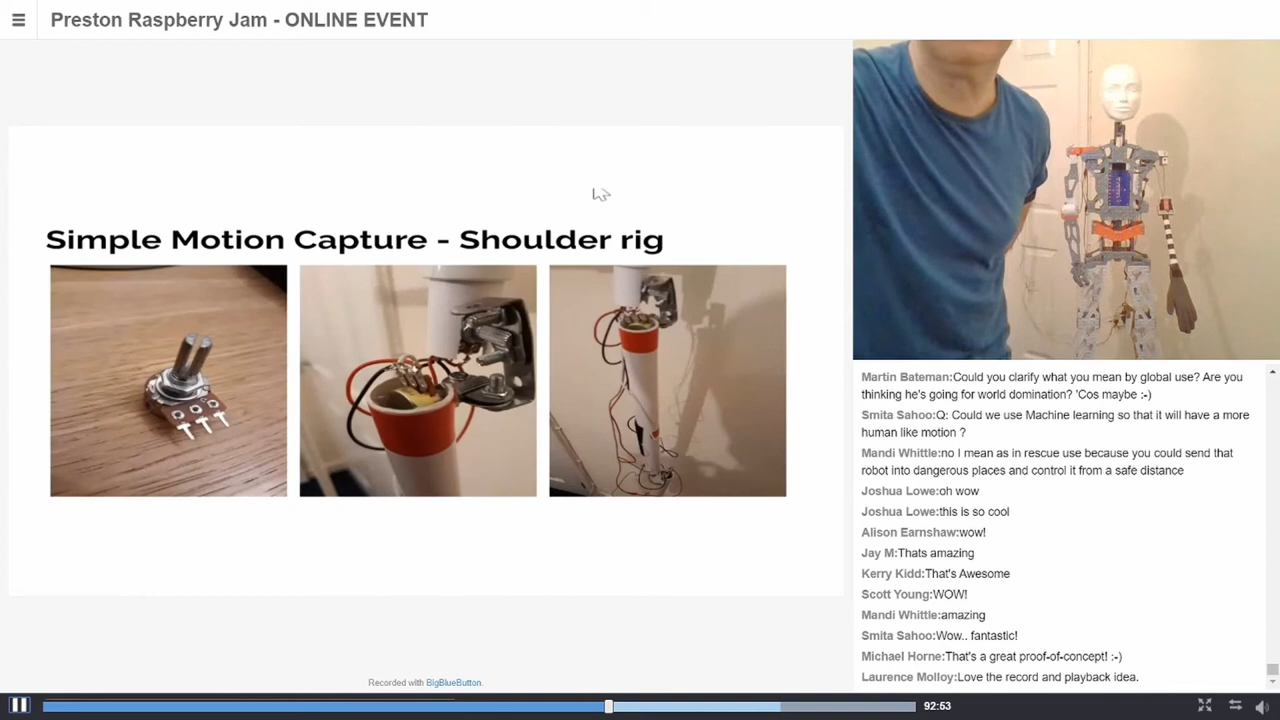 Preston Raspberry Jam - ONLINE EVENT
Simple Motion Capture - Shoulder rig
Martin Bateman:Could you clarify what you mean by global use? Are you
thinking he's going for world domination? 'Cos maybe :-)
Smita Sahoo:Q: Could we use Machine learning so that it will have a more
human like motion ?
Mandi Whittle:no I mean as in rescue use because you could send that
robot into dangerous places and control it from a safe distance
Joshua Lowe:oh wow
Joshua Lowe:this is so cool
Alison Earnshaw:wow!
Jay M:Thats amazing
Kerry Kidd:That's Awesome
Scott Young:WOW!
Mandi Whittle:amazing
Smita Sahoo:Wow.. fantastic!
Michael Horne:That's a great proof-of-concept! :-)
Laurence Molloy:Love the record and playback idea.
Recorded with BigBlueButton.
92:53